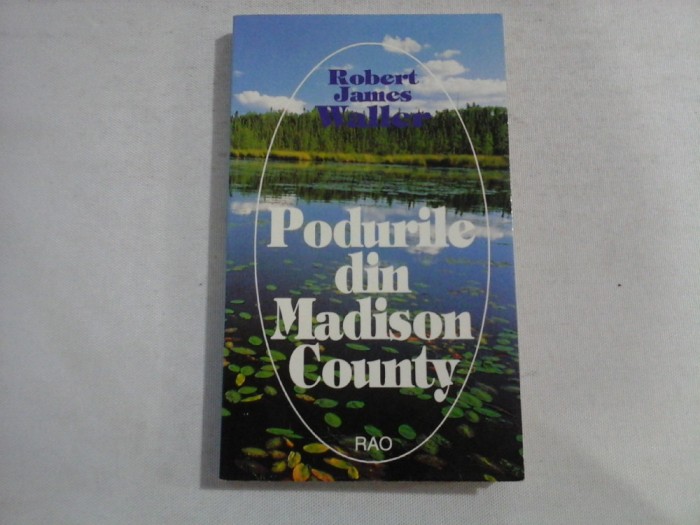 Robert
James
Waller
Podurile
din
Madison
County
RAO